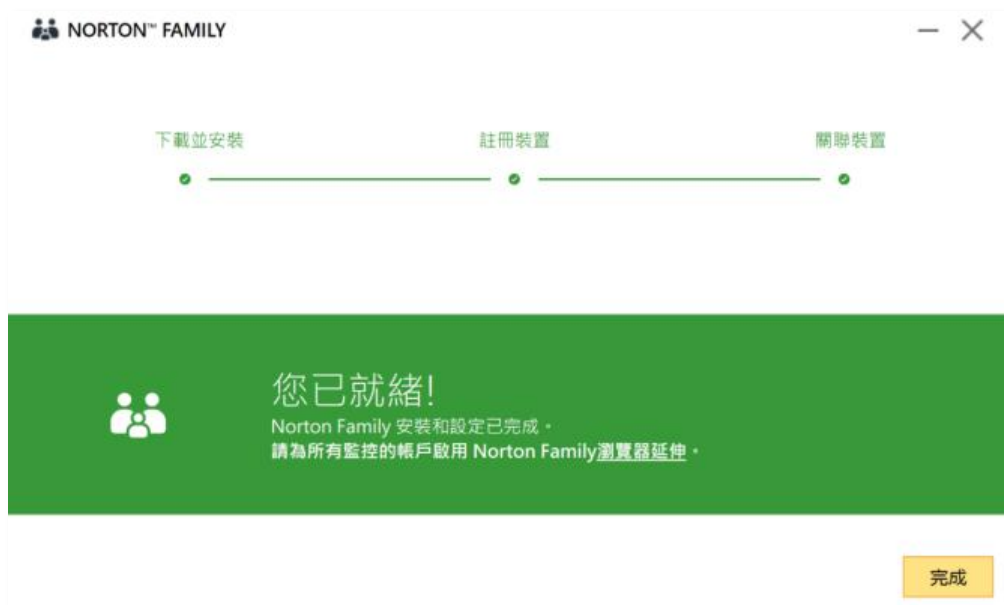 NORTON™ FAMILY
下載並安裝
註冊裝置
關聯裝置
您已就緒!
Norton Family 安裝和設定已完成。
請為所有監控的帳戶啟用 Norton Family瀏覽器延伸。
完成